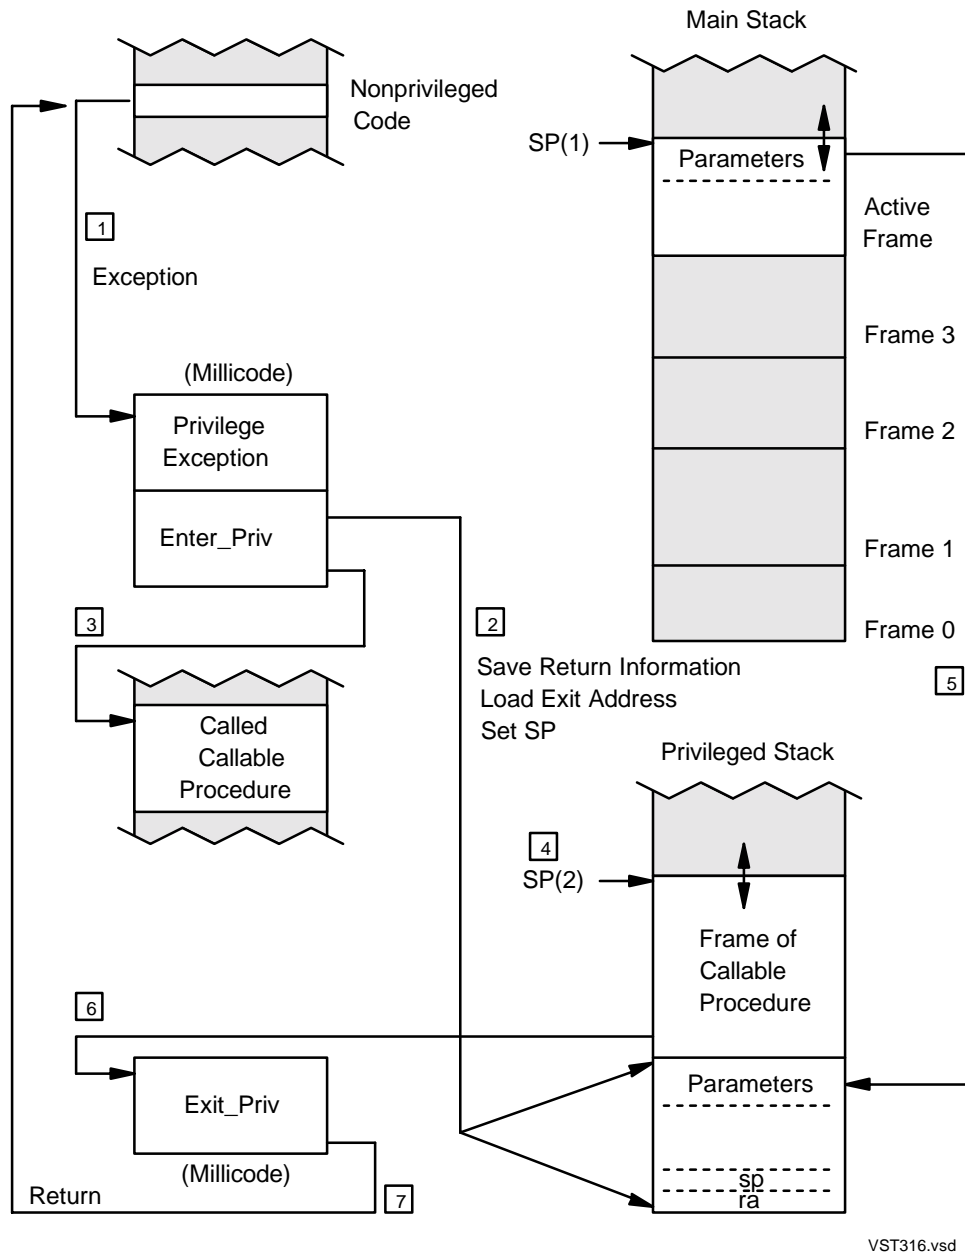 Main Stack
Nonprivileged
Code
SP(1)
Parameters
Active
Frame
1
Exception
Frame 3
(Millicode)
Privilege
Exception
Frame 2
Enter_Priv
Frame 1
3
2
Frame 0
Save Return Information
Load Exit Address
Set SP
5
Called
Callable
Procedure
Privileged Stack
4
SP(2)
Frame of
Callable
Procedure
6
Parameters
Exit_Priv
(Millicode)
sp
ra
Return
7
VST316.vsd